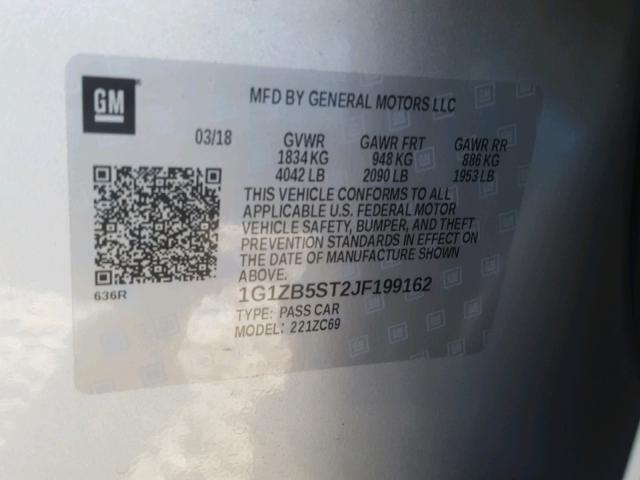 GM
MFD BY GENERAL MOTORS LLC
03/18 GVWR GAWR FRT GAWR RR
1834 KG 948 KG 886 KG
4042 LB 2090 LB 1953 LB
THIS VEHICLE CONFORMS TO ALL
APPLICABLE U.S. FEDERAL MOTOR
VEHICLE SAFETY, BUMPER, AND THEFT
PREVENTION STANDARDS IN EFFECT ON
THE DATE OF MANUFACTURE SHOWN
ABOVE.
636R
1G1ZB5ST2JF199162
TYPE: PASS CAR
MODEL: 221ZC69